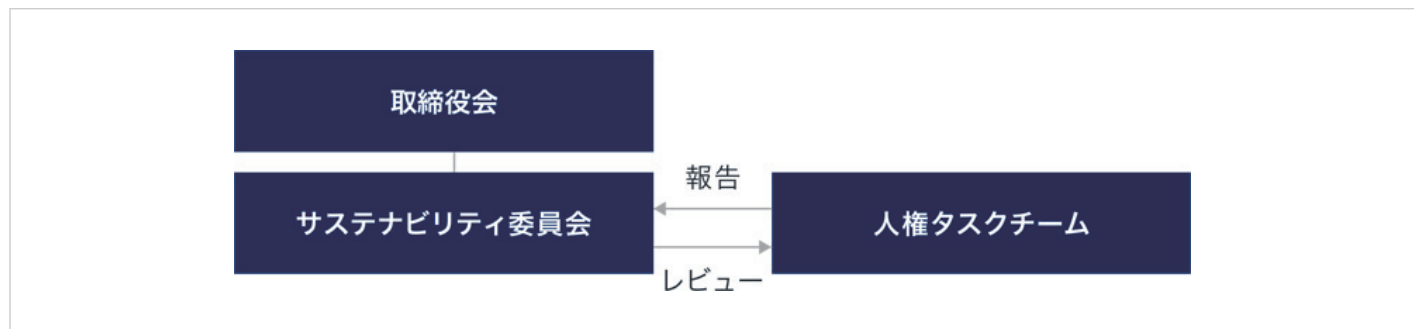 取締役会
報告
サステナビリティ委員会
人権タスクチーム
レビュー